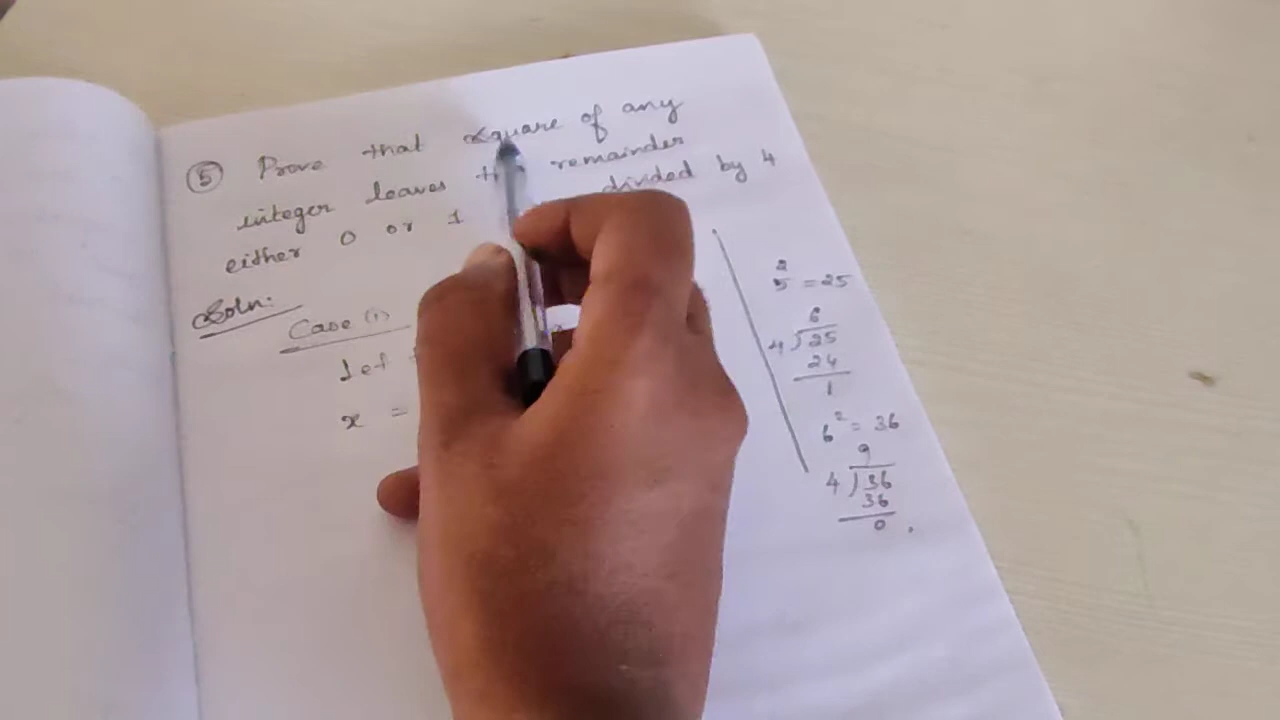 5 Prove that square of any
integer leaves the remainder
either 0 or 1 divided by 4
Soln:
Case (i)
Let
x =
5² = 25
6
4 ) 25
24
1
6² = 36
9
4 ) 36
36
0 .